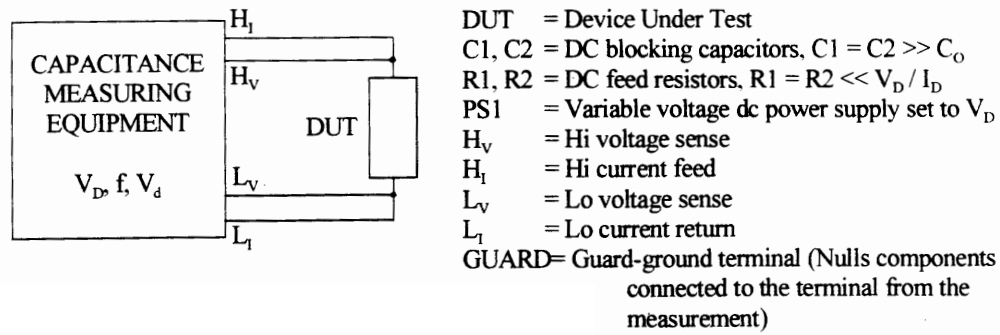 H_I
CAPACITANCE
MEASURING
EQUIPMENT
V_D, f, V_d
H_V
DUT
L_V
L_I
DUT = Device Under Test
C1, C2 = DC blocking capacitors, C1 = C2 >> C_O
R1, R2 = DC feed resistors, R1 = R2 << V_D / I_D
PS1 = Variable voltage dc power supply set to V_D
H_V = Hi voltage sense
H_I = Hi current feed
L_V = Lo voltage sense
L_I = Lo current return
GUARD= Guard-ground terminal (Nulls components
connected to the terminal from the
measurement)